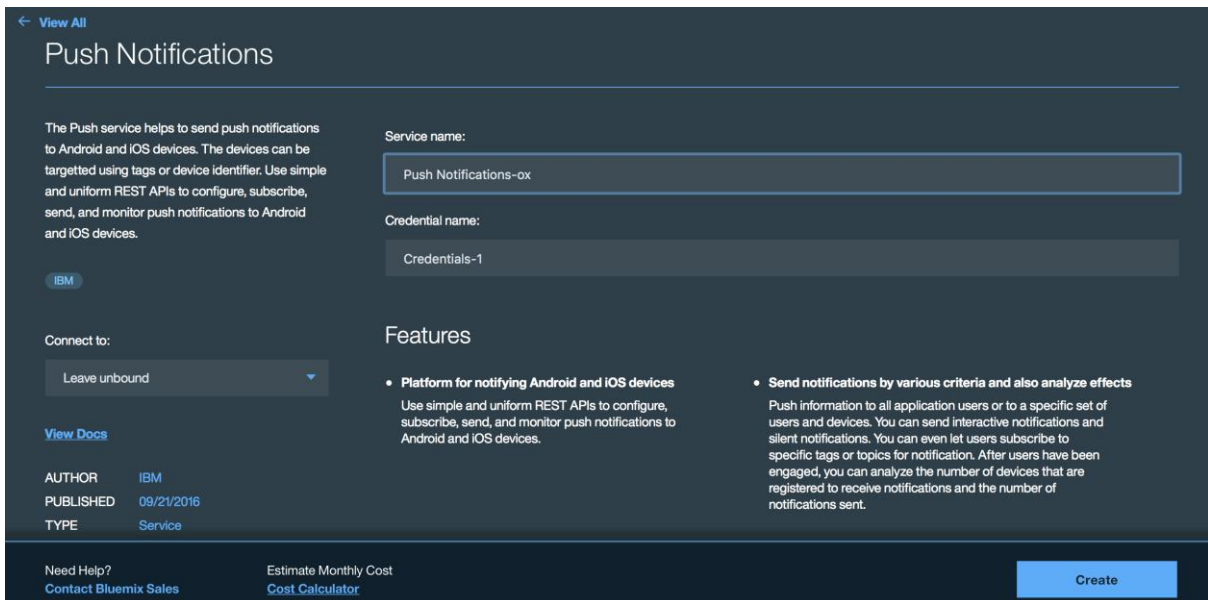 ← View All
Push Notifications
The Push service helps to send push notifications
to Android and iOS devices. The devices can be
targetted using tags or device identifier. Use simple
and uniform REST APIs to configure, subscribe,
send, and monitor push notifications to Android
and iOS devices.
IBM
Connect to:
Leave unbound
View Docs
AUTHOR IBM
PUBLISHED 09/21/2016
TYPE Service
Service name:
Push Notifications-ox
Credential name:
Credentials-1
Features
• Platform for notifying Android and iOS devices
Use simple and uniform REST APIs to configure,
subscribe, send, and monitor push notifications to
Android and iOS devices.
• Send notifications by various criteria and also analyze effects
Push information to all application users or to a specific set of
users and devices. You can send interactive notifications and
silent notifications. You can even let users subscribe to
specific tags or topics for notification. After users have been
engaged, you can analyze the number of devices that are
registered to receive notifications and the number of
notifications sent.
Need Help?
Contact Bluemix Sales
Estimate Monthly Cost
Cost Calculator
Create